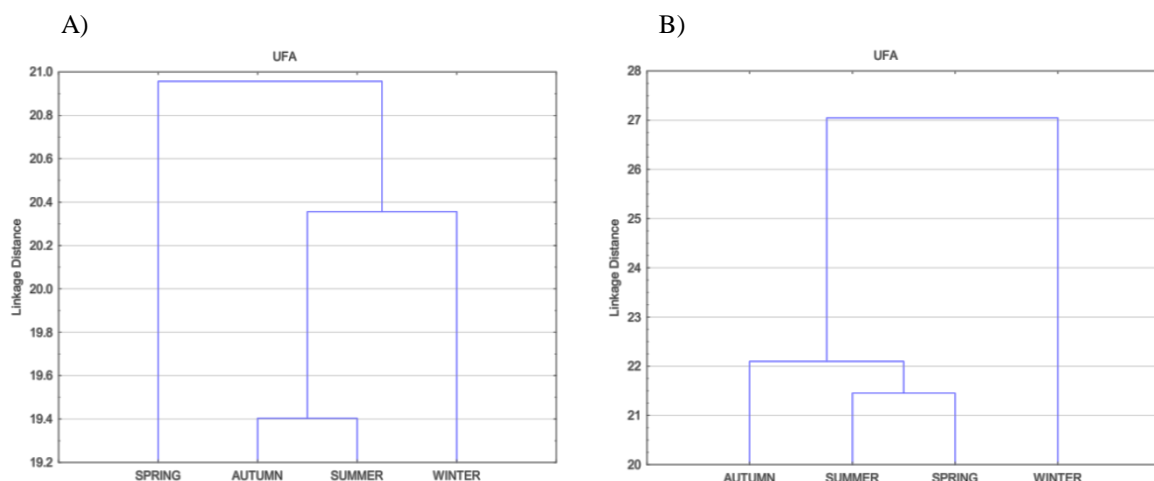 A)
UFA
21.0
20.8
20.6
20.4
20.2
20.0
19.8
19.6
19.4
19.2
Linkage Distance
SPRING AUTUMN SUMMER WINTER
B)
UFA
28
27
26
25
24
23
22
21
20
Linkage Distance
AUTUMN SUMMER SPRING WINTER